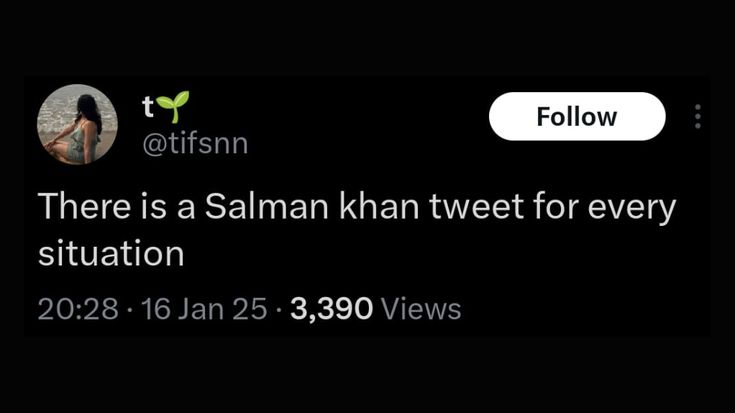 t🌱
Follow
@tifsnn
There is a Salman khan tweet for every
situation
20:28 · 16 Jan 25 · 3,390 Views